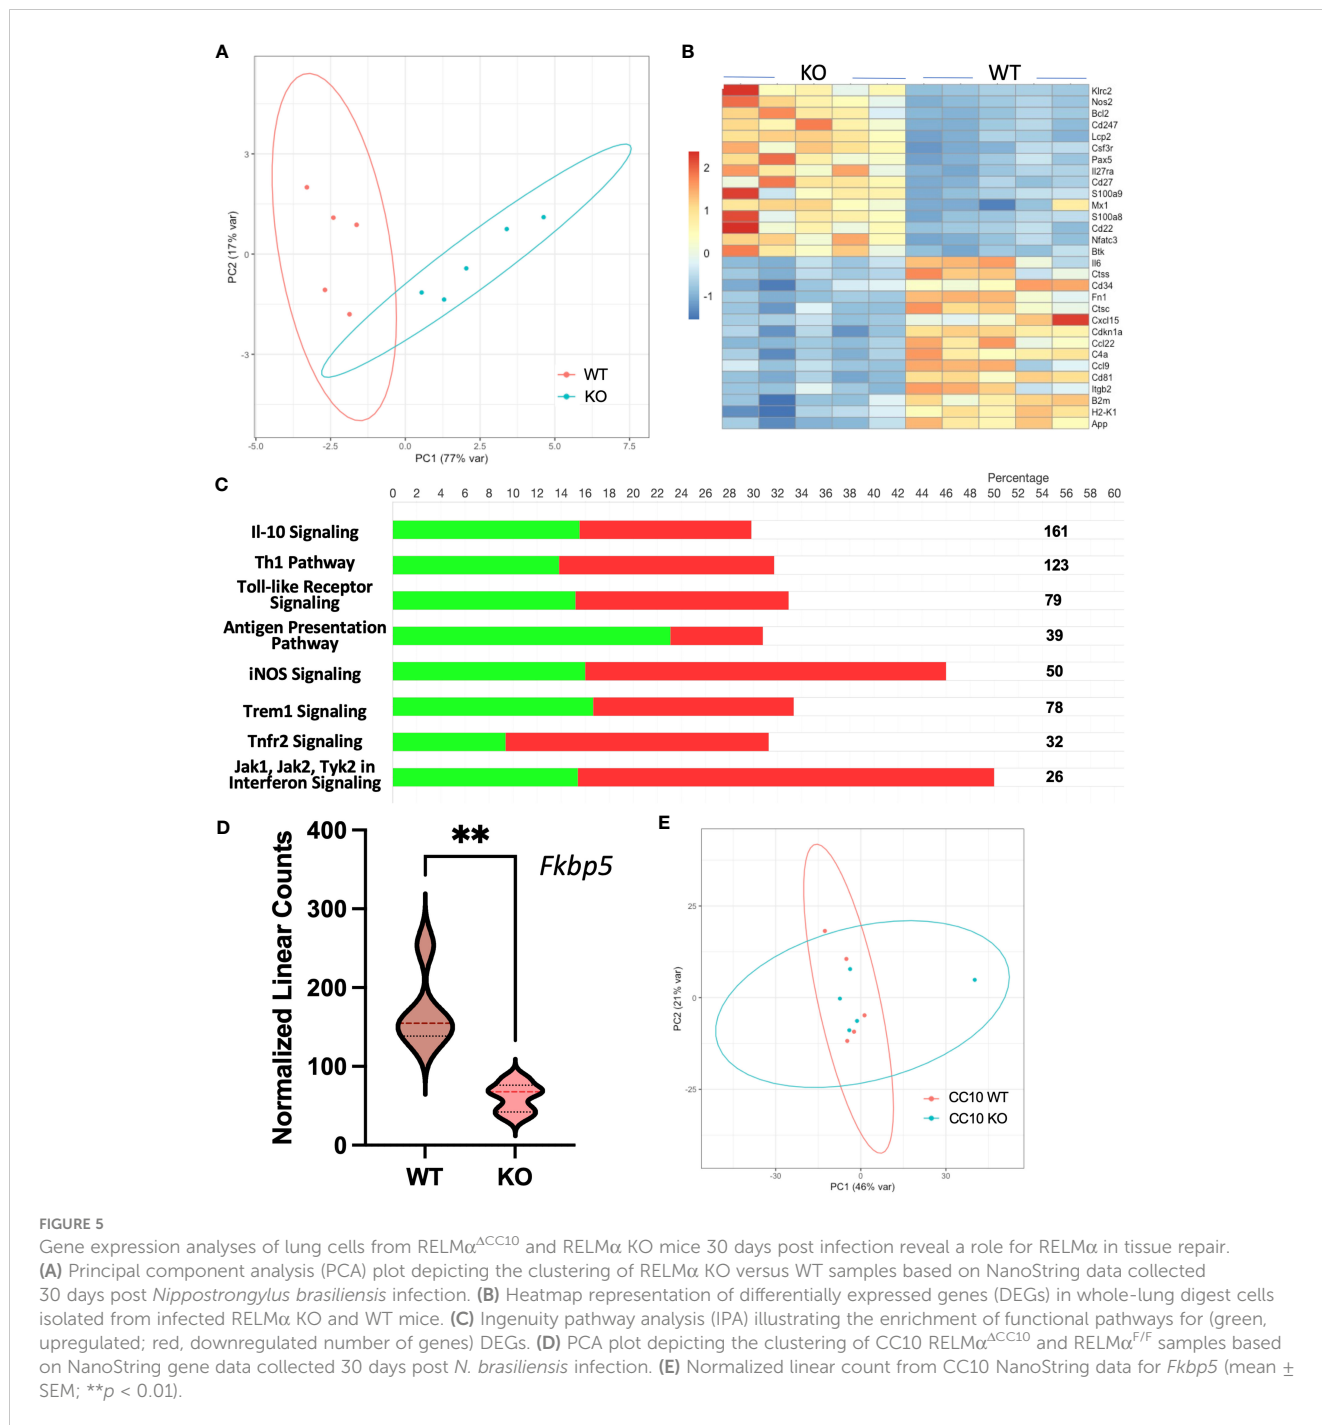 A
3
0
-3
PC2 (17% var)
-5.0 -2.5 0.0 2.5 5.0 7.5
PC1 (77% var)
WT
KO
B
KO WT
2
1
0
-1
Klrc2
Nos2
Bcl2
Cd247
Lcp2
Csf3r
Pax5
Il27ra
Cd27
S100a9
Mx1
S100a8
Cd22
Nfatc3
Btk
Il6
Ctss
Cd34
Fn1
Ctsc
Cxcl15
Cdkn1a
Ccl22
C4a
Ccl9
Cd81
Itgb2
B2m
H2-K1
App
C
Percentage
0 2 4 6 8 10 12 14 16 18 20 22 24 26 28 30 32 34 36 38 40 42 44 46 48 50 52 54 56 58 60
Il-10 Signaling 161
Th1 Pathway 123
Toll-like Receptor
Signaling 79
Antigen Presentation
Pathway 39
iNOS Signaling 50
Trem1 Signaling 78
Tnfr2 Signaling 32
Jak1, Jak2, Tyk2 in
Interferon Signaling 26
D
400
300
200
100
0
Normalized Linear Counts
**
Fkbp5
WT KO
E
25
0
-25
PC2 (21% var)
-30 0 30
PC1 (46% var)
CC10 WT
CC10 KO
FIGURE 5
Gene expression analyses of lung cells from RELMα^ΔCC10 and RELMα KO mice 30 days post infection reveal a role for RELMα in tissue repair.
(A) Principal component analysis (PCA) plot depicting the clustering of RELMα KO versus WT samples based on NanoString data collected
30 days post Nippostrongylus brasiliensis infection. (B) Heatmap representation of differentially expressed genes (DEGs) in whole-lung digest cells
isolated from infected RELMα KO and WT mice. (C) Ingenuity pathway analysis (IPA) illustrating the enrichment of functional pathways for (green,
upregulated; red, downregulated number of genes) DEGs. (D) PCA plot depicting the clustering of CC10 RELMα^ΔCC10 and RELMα^F/F samples based
on NanoString gene data collected 30 days post N. brasiliensis infection. (E) Normalized linear count from CC10 NanoString data for Fkbp5 (mean ±
SEM; **p < 0.01).